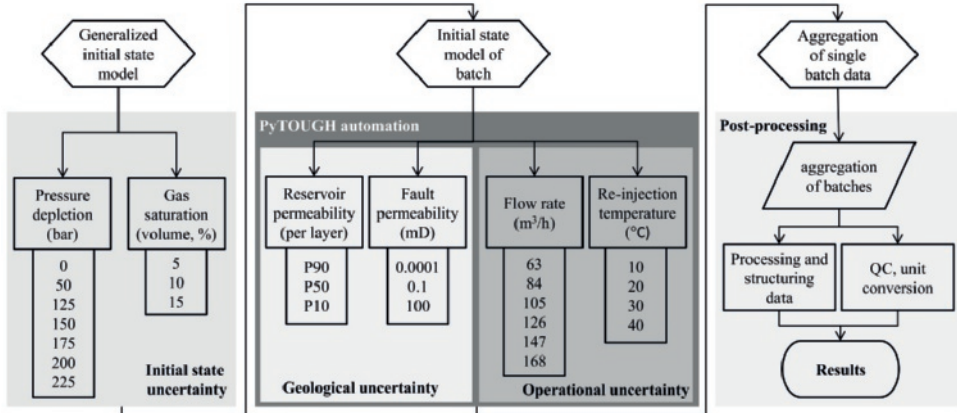 Generalized
initial state
model
Pressure
depletion
(bar)
0
50
125
150
175
200
225
Gas
saturation
(volume, %)
5
10
15
Initial state
uncertainty
Initial state
model of
batch
PyTOUGH automation
Reservoir
permeability
(per layer)
P90
P50
P10
Fault
permeability
(mD)
0.0001
0.1
100
Geological uncertainty
Flow rate
(m³/h)
63
84
105
126
147
168
Re-injection
temperature
(°C)
10
20
30
40
Operational uncertainty
Aggregation
of single
batch data
Post-processing
aggregation
of batches
Processing and
structuring
data
QC, unit
conversion
Results